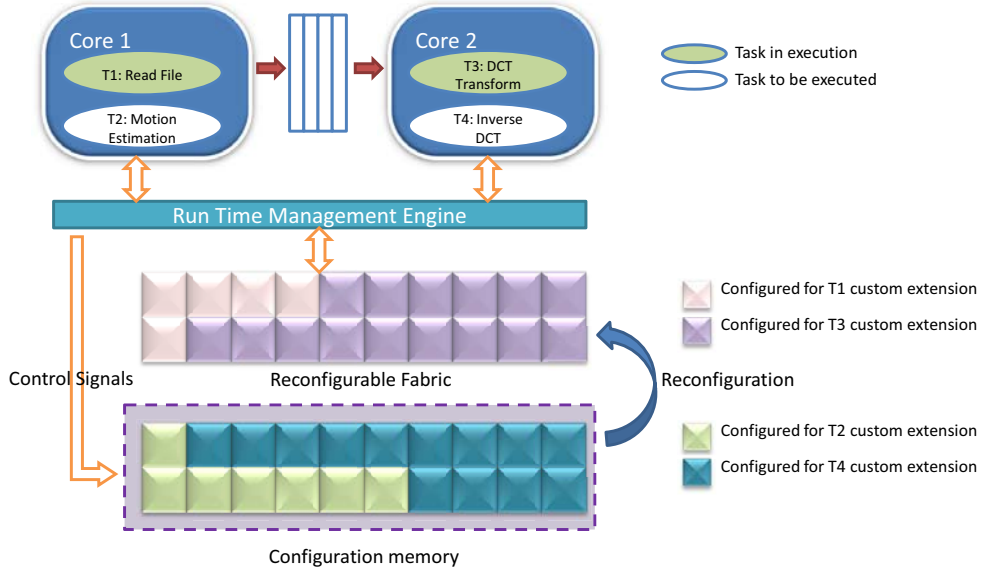 Core 1
T1: Read File
T2: Motion
Estimation
Core 2
T3: DCT
Transform
T4: Inverse
DCT
Task in execution
Task to be executed
Run Time Management Engine
Configured for T1 custom extension
Configured for T3 custom extension
Control Signals
Reconfigurable Fabric
Reconfiguration
Configured for T2 custom extension
Configured for T4 custom extension
Configuration memory